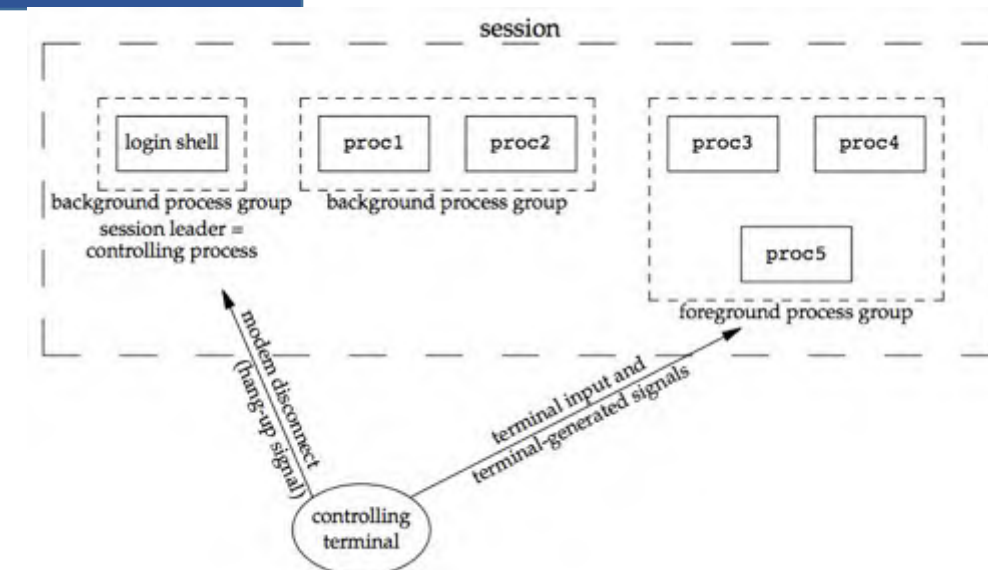 session
login shell
proc1
proc2
proc3
proc4
background process group
session leader =
controlling process
background process group
proc5
foreground process group
modem disconnect
(hang-up signal)
terminal input and
terminal-generated signals
controlling
terminal